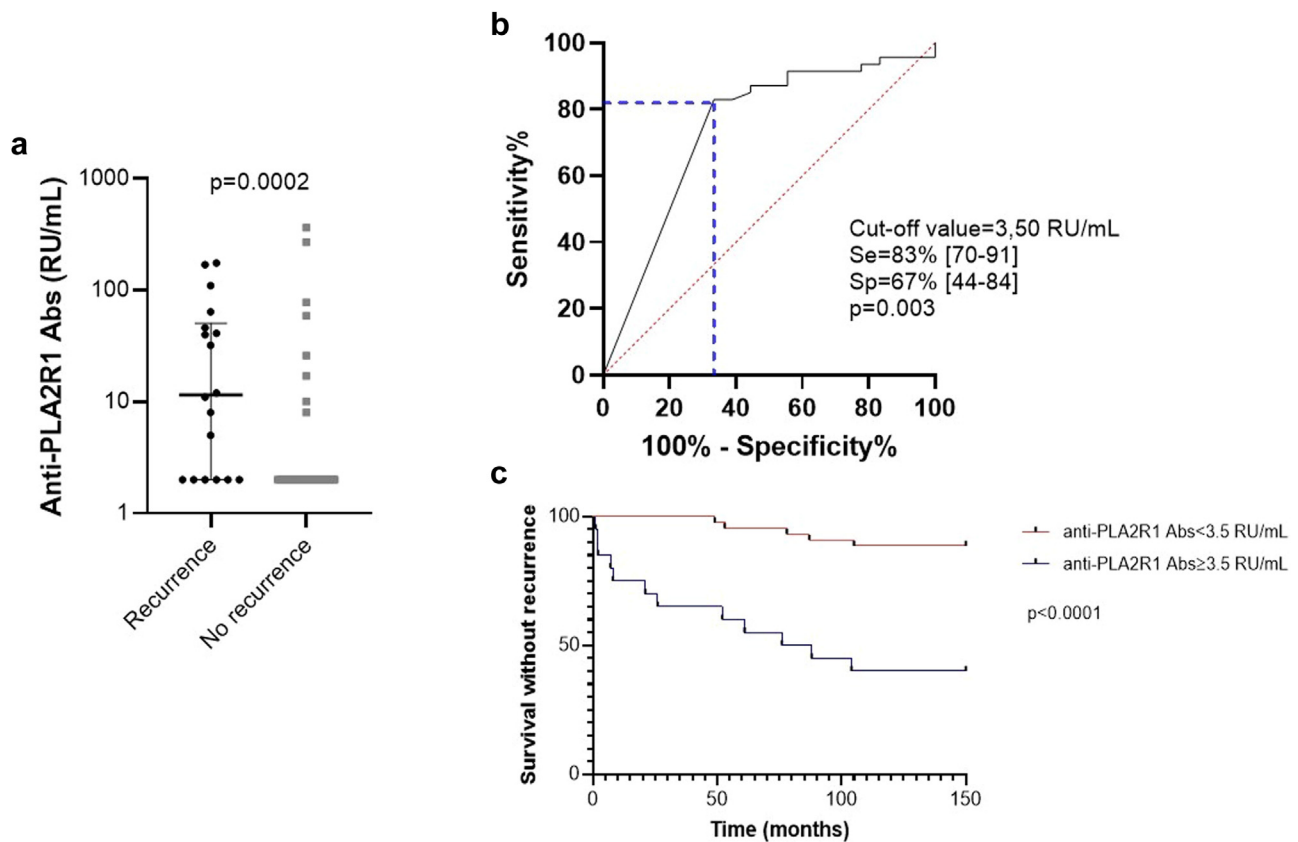 a
p=0.0002
Anti-PLA2R1 Abs (RU/mL)
1000
100
10
1
Recurrence
No recurrence
b
Sensitivity%
100
80
60
40
20
0
0 20 40 60 80 100
100% - Specificity%
Cut-off value=3,50 RU/mL
Se=83% [70-91]
Sp=67% [44-84]
p=0.003
c
Survival without recurrence
100
50
0
0 50 100 150
Time (months)
anti-PLA2R1 Abs<3.5 RU/mL
anti-PLA2R1 Abs≥3.5 RU/mL
p<0.0001